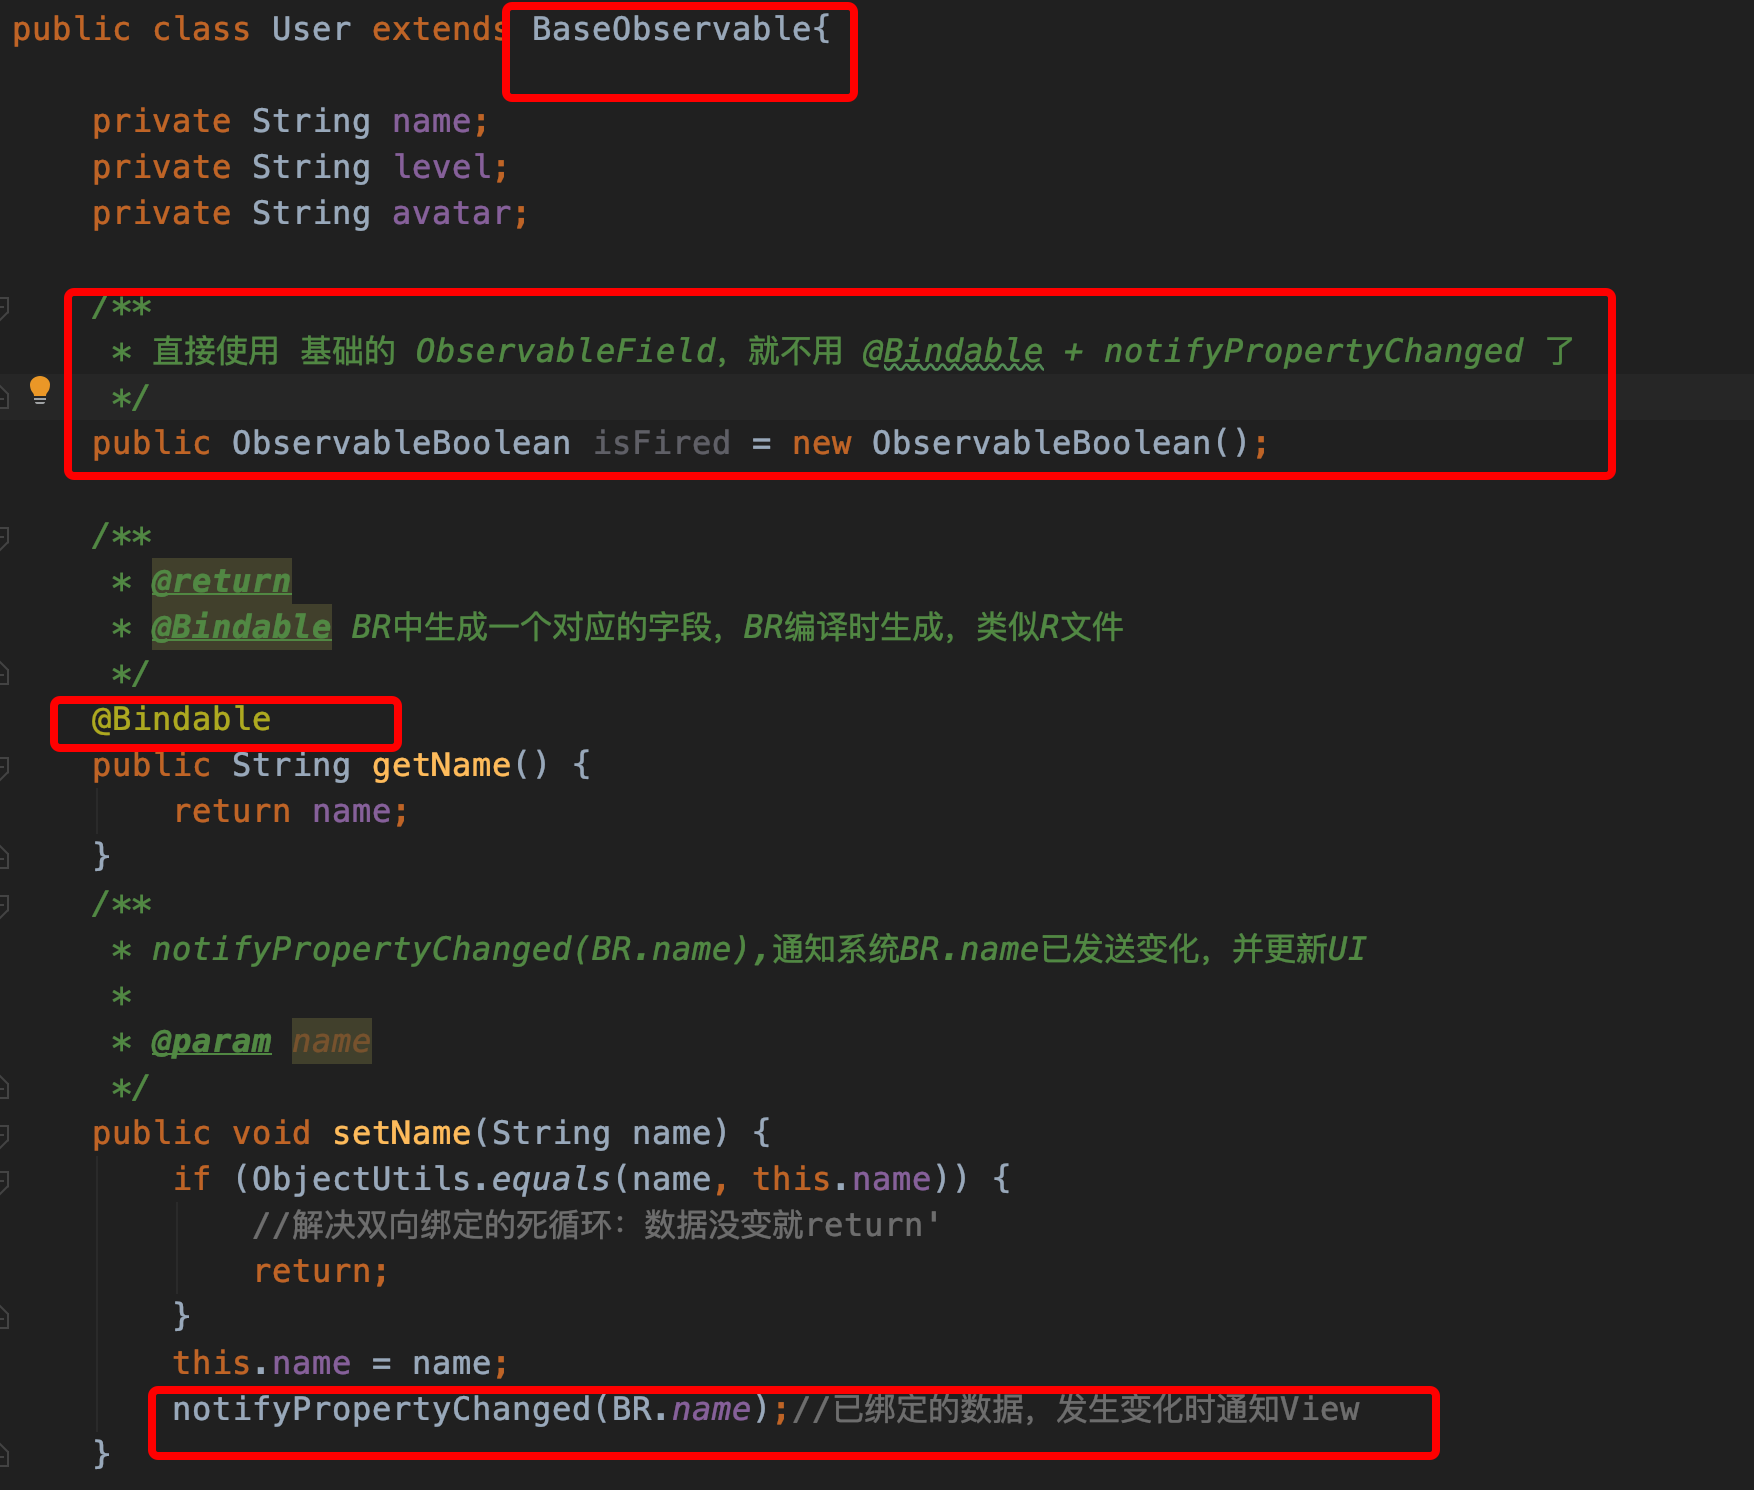 public class User extends BaseObservable{
private String name;
private String level;
private String avatar;
/**
* 直接使用 基础的 ObservableField，就不用 @Bindable + notifyPropertyChanged 了
*/
public ObservableBoolean isFired = new ObservableBoolean();
/**
* @return
* @Bindable BR中生成一个对应的字段，BR编译时生成，类似R文件
*/
@Bindable
public String getName() {
return name;
}
/**
* notifyPropertyChanged(BR.name),通知系统BR.name已发送变化，并更新UI
*
* @param name
*/
public void setName(String name) {
if (ObjectUtils.equals(name, this.name)) {
//解决双向绑定的死循环：数据没变就return'
return;
}
this.name = name;
notifyPropertyChanged(BR.name);//已绑定的数据，发生变化时通知View
}